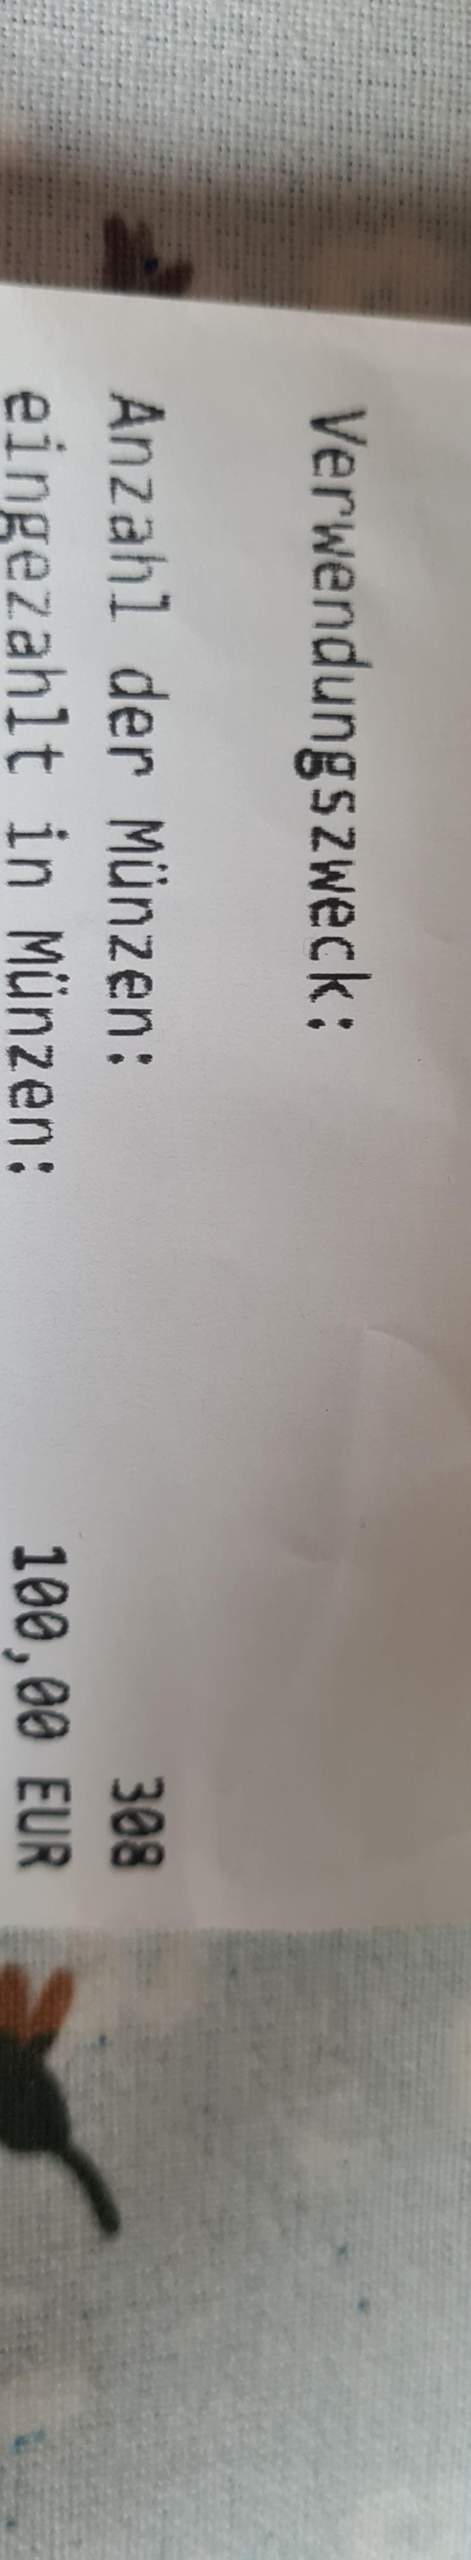 Verwendungszweck:
Anzahl der Münzen: 308
eingezahlt in Münzen: 100,00 EUR